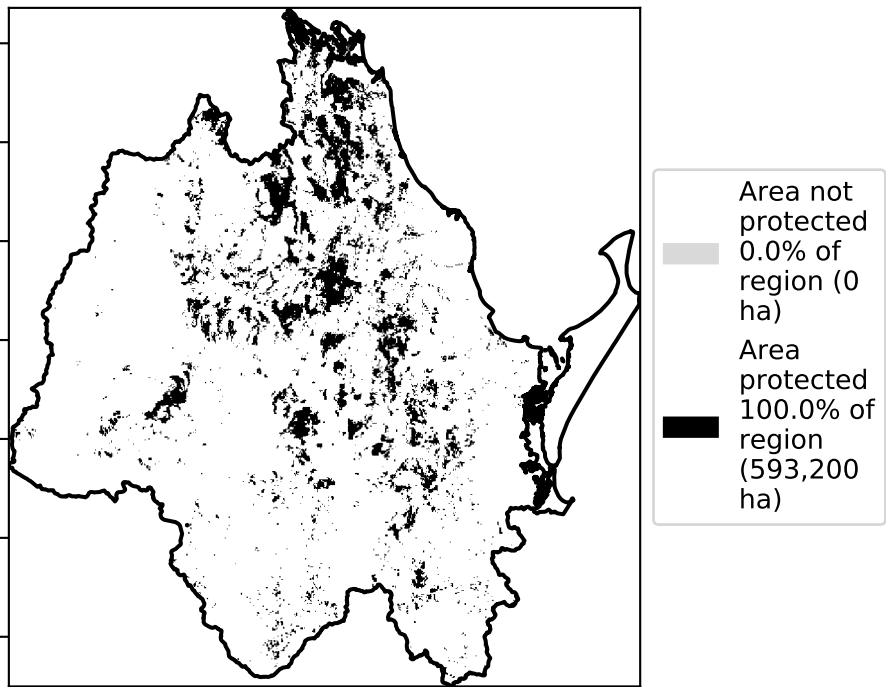 Area not
protected
0.0% of
region (0
ha)
Area
protected
100.0% of
region
(593,200
ha)